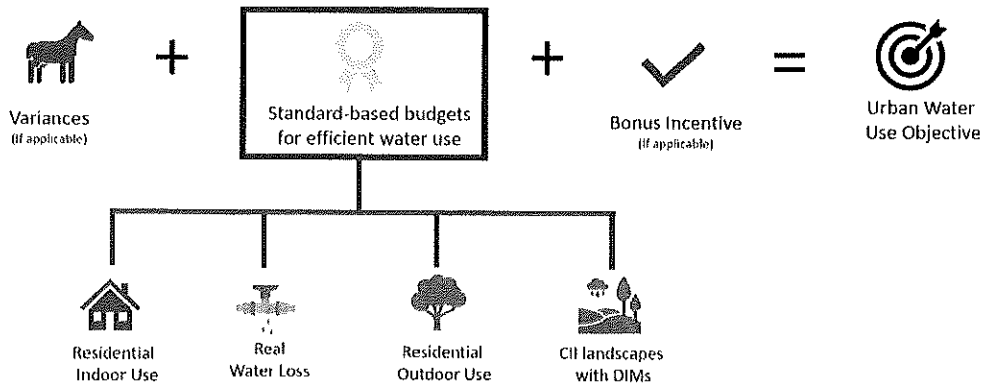 +
+
=
Variances
(if applicable)
Standard-based budgets
for efficient water use
Bonus Incentive
(if applicable)
Urban Water
Use Objective
Residential
Indoor Use
Real
Water Loss
Residential
Outdoor Use
CII landscapes
with DIMs